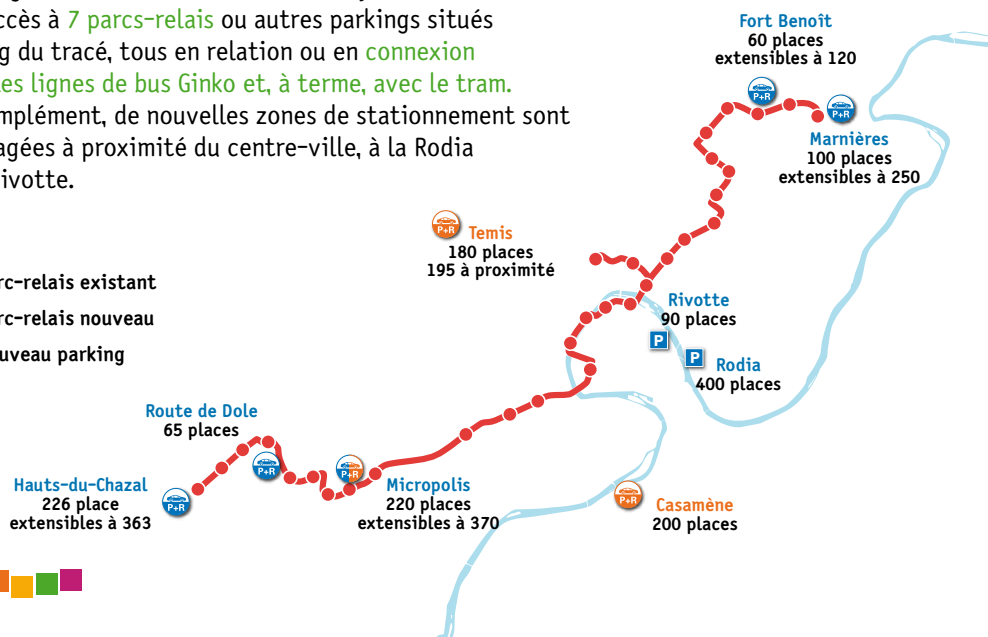 ccès à 7 parcs-relais ou autres parkings situés
g du tracé, tous en relation ou en connexion
les lignes de bus Ginko et, à terme, avec le tram.
mplément, de nouvelles zones de stationnement sont
agées à proximité du centre-ville, à la Rodia
ivotte.
Fort Benoît
60 places
extensibles à 120
P+R
P+R
Marnières
100 places
extensibles à 250
P+R
Temis
180 places
195 à proximité
rc-relais existant
rc-relais nouveau
uveau parking
Rivotte
90 places
P
P
Rodia
400 places
Route de Dole
65 places
P+R
P+R
Hauts-du-Chazal
226 place
extensibles à 363
P+R
Micropolis
220 places
extensibles à 370
P+R
Casamène
200 places